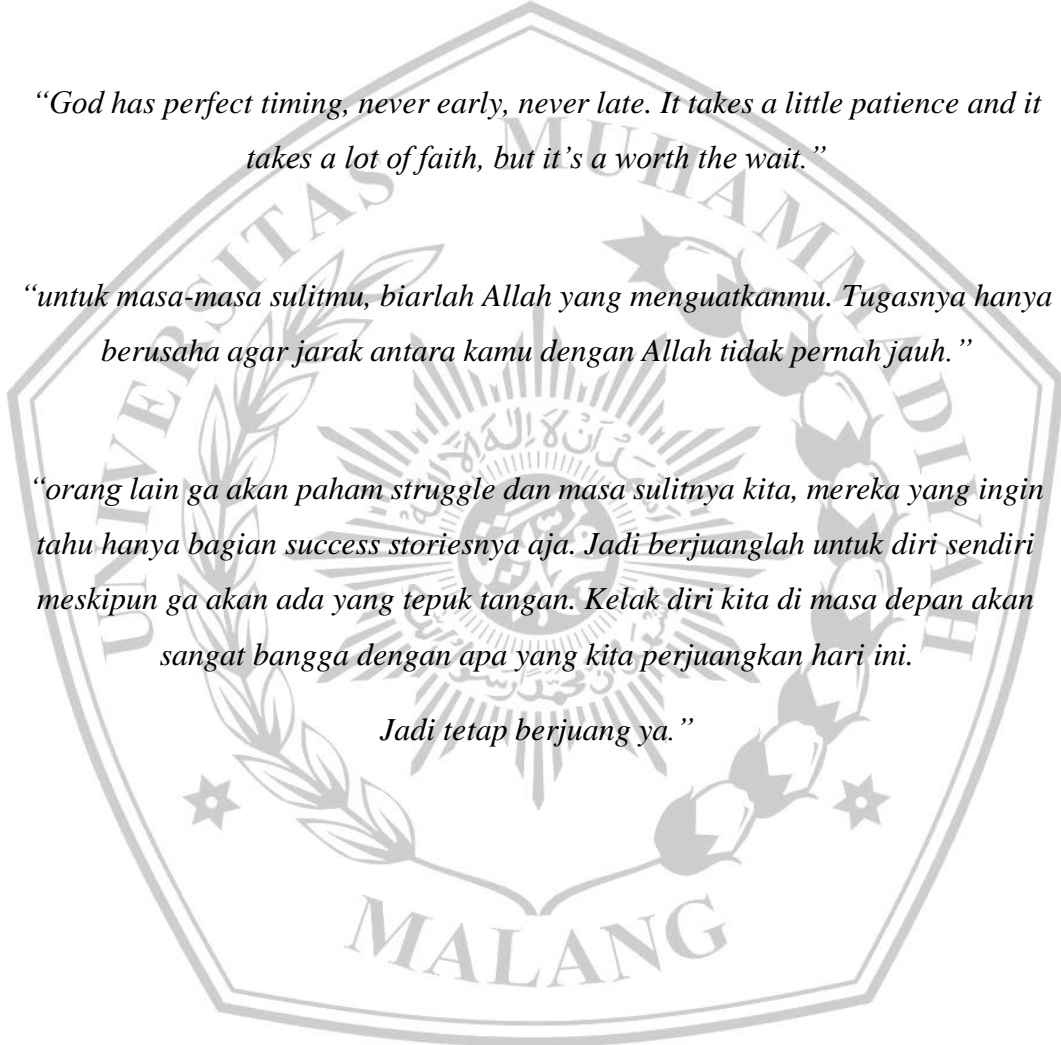 “God has perfect timing, never early, never late. It takes a little patience and it
takes a lot of faith, but it’s a worth the wait.”
“untuk masa-masa sulitmu, biarlah Allah yang menguatkanmu. Tugasnya hanya
berusaha agar jarak antara kamu dengan Allah tidak pernah jauh.”
“orang lain ga akan paham struggle dan masa sulitnya kita, mereka yang ingin
tahu hanya bagian success storiesnya aja. Jadi berjuanglah untuk diri sendiri
meskipun ga akan ada yang tepuk tangan. Kelak diri kita di masa depan akan
sangat bangga dengan apa yang kita perjuangkan hari ini.
Jadi tetap berjuang ya.”
UNIVERSITAS MUHAMMADIYAH
MALANG